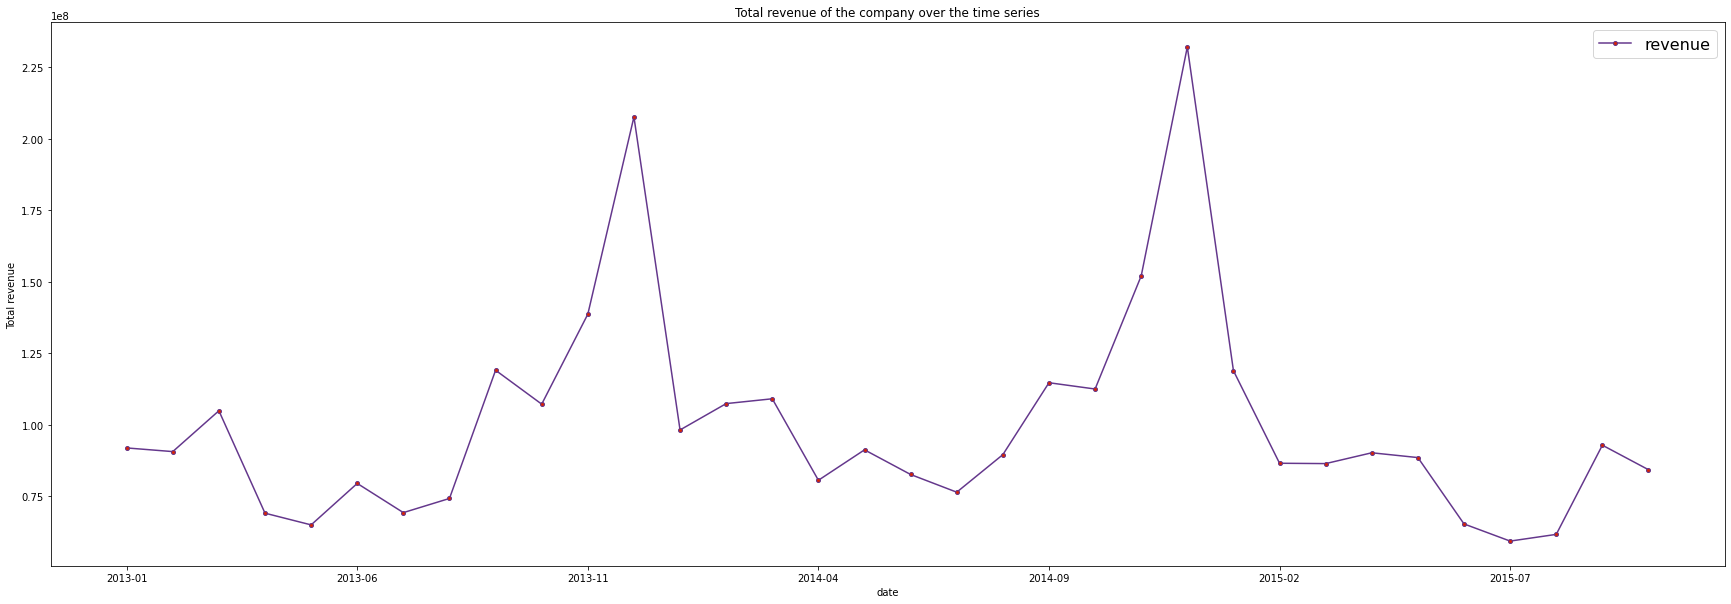 Total revenue of the company over the time series
1e8
revenue
2.25
2.00
1.75
1.50
1.25
1.00
0.75
Total revenue
2013-01 2013-06 2013-11 2014-04 2014-09 2015-02 2015-07
date